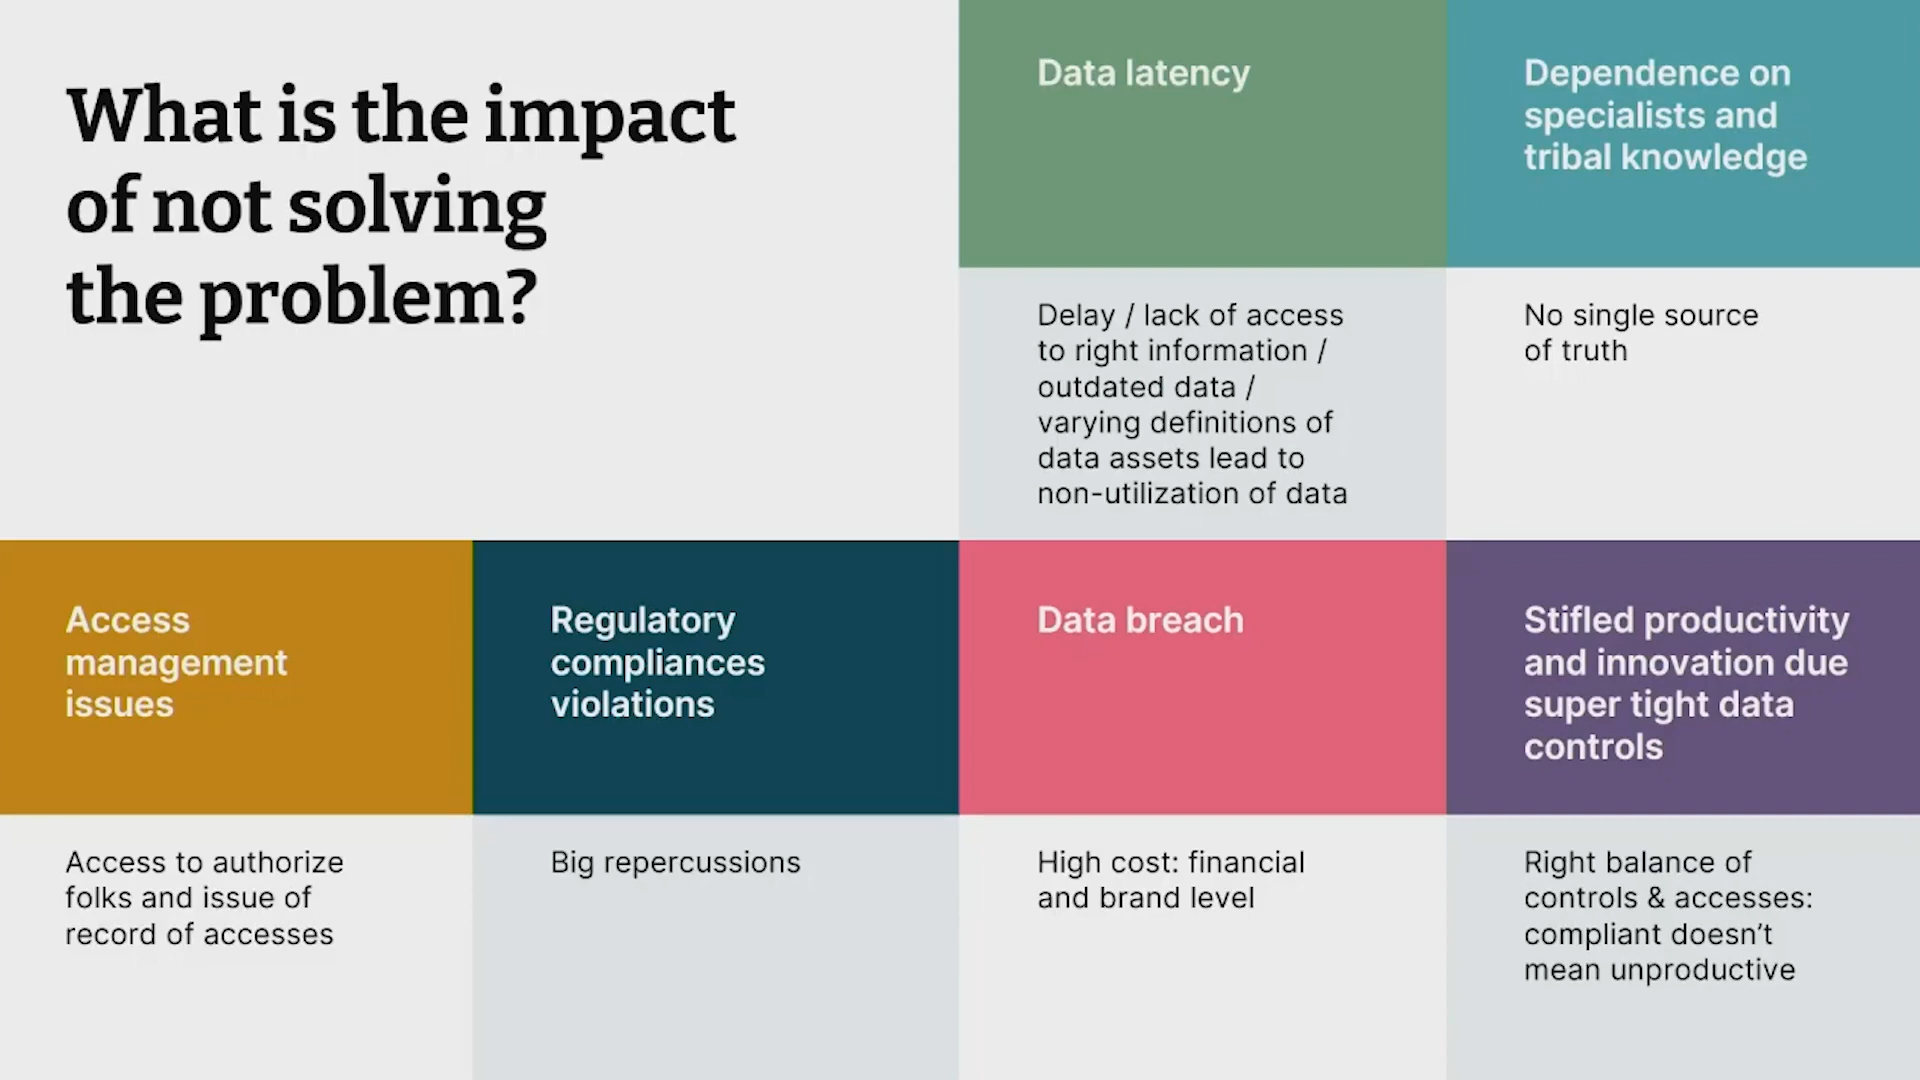 What is the impact
of not solving
the problem?
Data latency
Delay / lack of access
to right information /
outdated data /
varying definitions of
data assets lead to
non-utilization of data
Dependence on
specialists and
tribal knowledge
No single source
of truth
Access
management
issues
Access to authorize
folks and issue of
record of accesses
Regulatory
compliances
violations
Big repercussions
Data breach
High cost: financial
and brand level
Stifled productivity
and innovation due
super tight data
controls
Right balance of
controls & accesses:
compliant doesn’t
mean unproductive